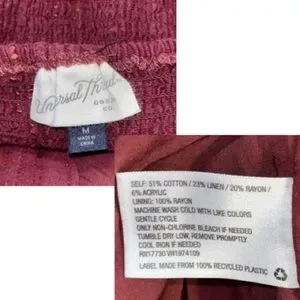 Universal Thread
GOODS
CO.
M
MADE IN
CHINA
SELF: 51% COTTON / 23% LINEN / 20% RAYON /
6% ACRYLIC
LINING: 100% RAYON
MACHINE WASH COLD WITH LIKE COLORS
GENTLE CYCLE
ONLY NON-CHLORINE BLEACH IF NEEDED
TUMBLE DRY LOW, REMOVE PROMPTLY
COOL IRON IF NEEDED
LABEL MADE FROM 100% RECYCLED PLASTIC